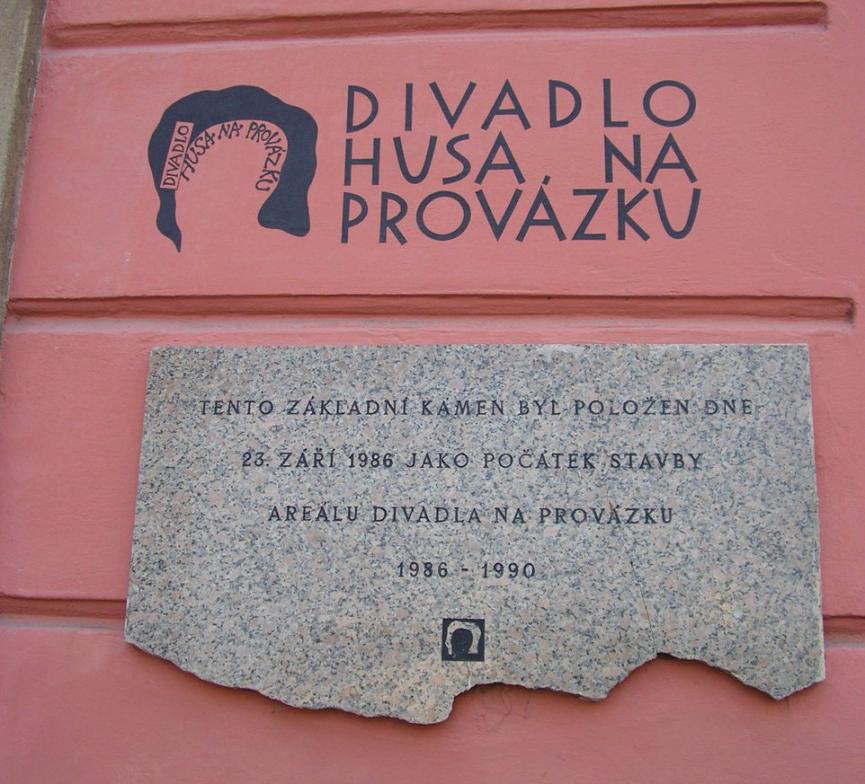 DIVADLO
HUSA NA PROVÁZKU
DIVADLO
HUSA NA
PROVÁZKU
TENTO ZÁKLADNÍ KAMEN BYL POLOŽEN DNE
23. ZÁŘÍ 1986 JAKO POČÁTEK STAVBY
AREÁLU DIVADLA NA PROVÁZKU
1986 - 1990